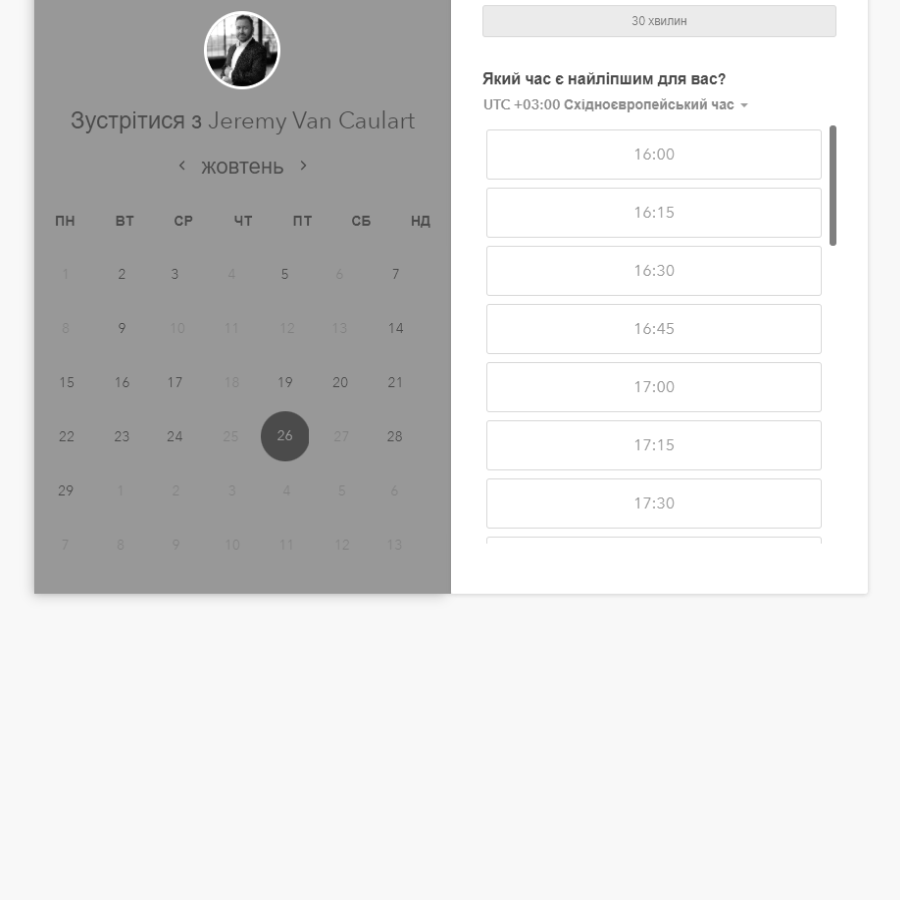 Зустрітися з Jeremy Van Caulart
жовтень
ПН ВТ СР ЧТ ПТ СБ НД
1 2 3 4 5 6 7
8 9 10 11 12 13 14
15 16 17 18 19 20 21
22 23 24 25 26 27 28
29 1 2 3 4 5 6
7 8 9 10 11 12 13
30 хвилин
Який час є найліпшим для вас?
UTC +03:00 Східноєвропейський час
16:00
16:15
16:30
16:45
17:00
17:15
17:30